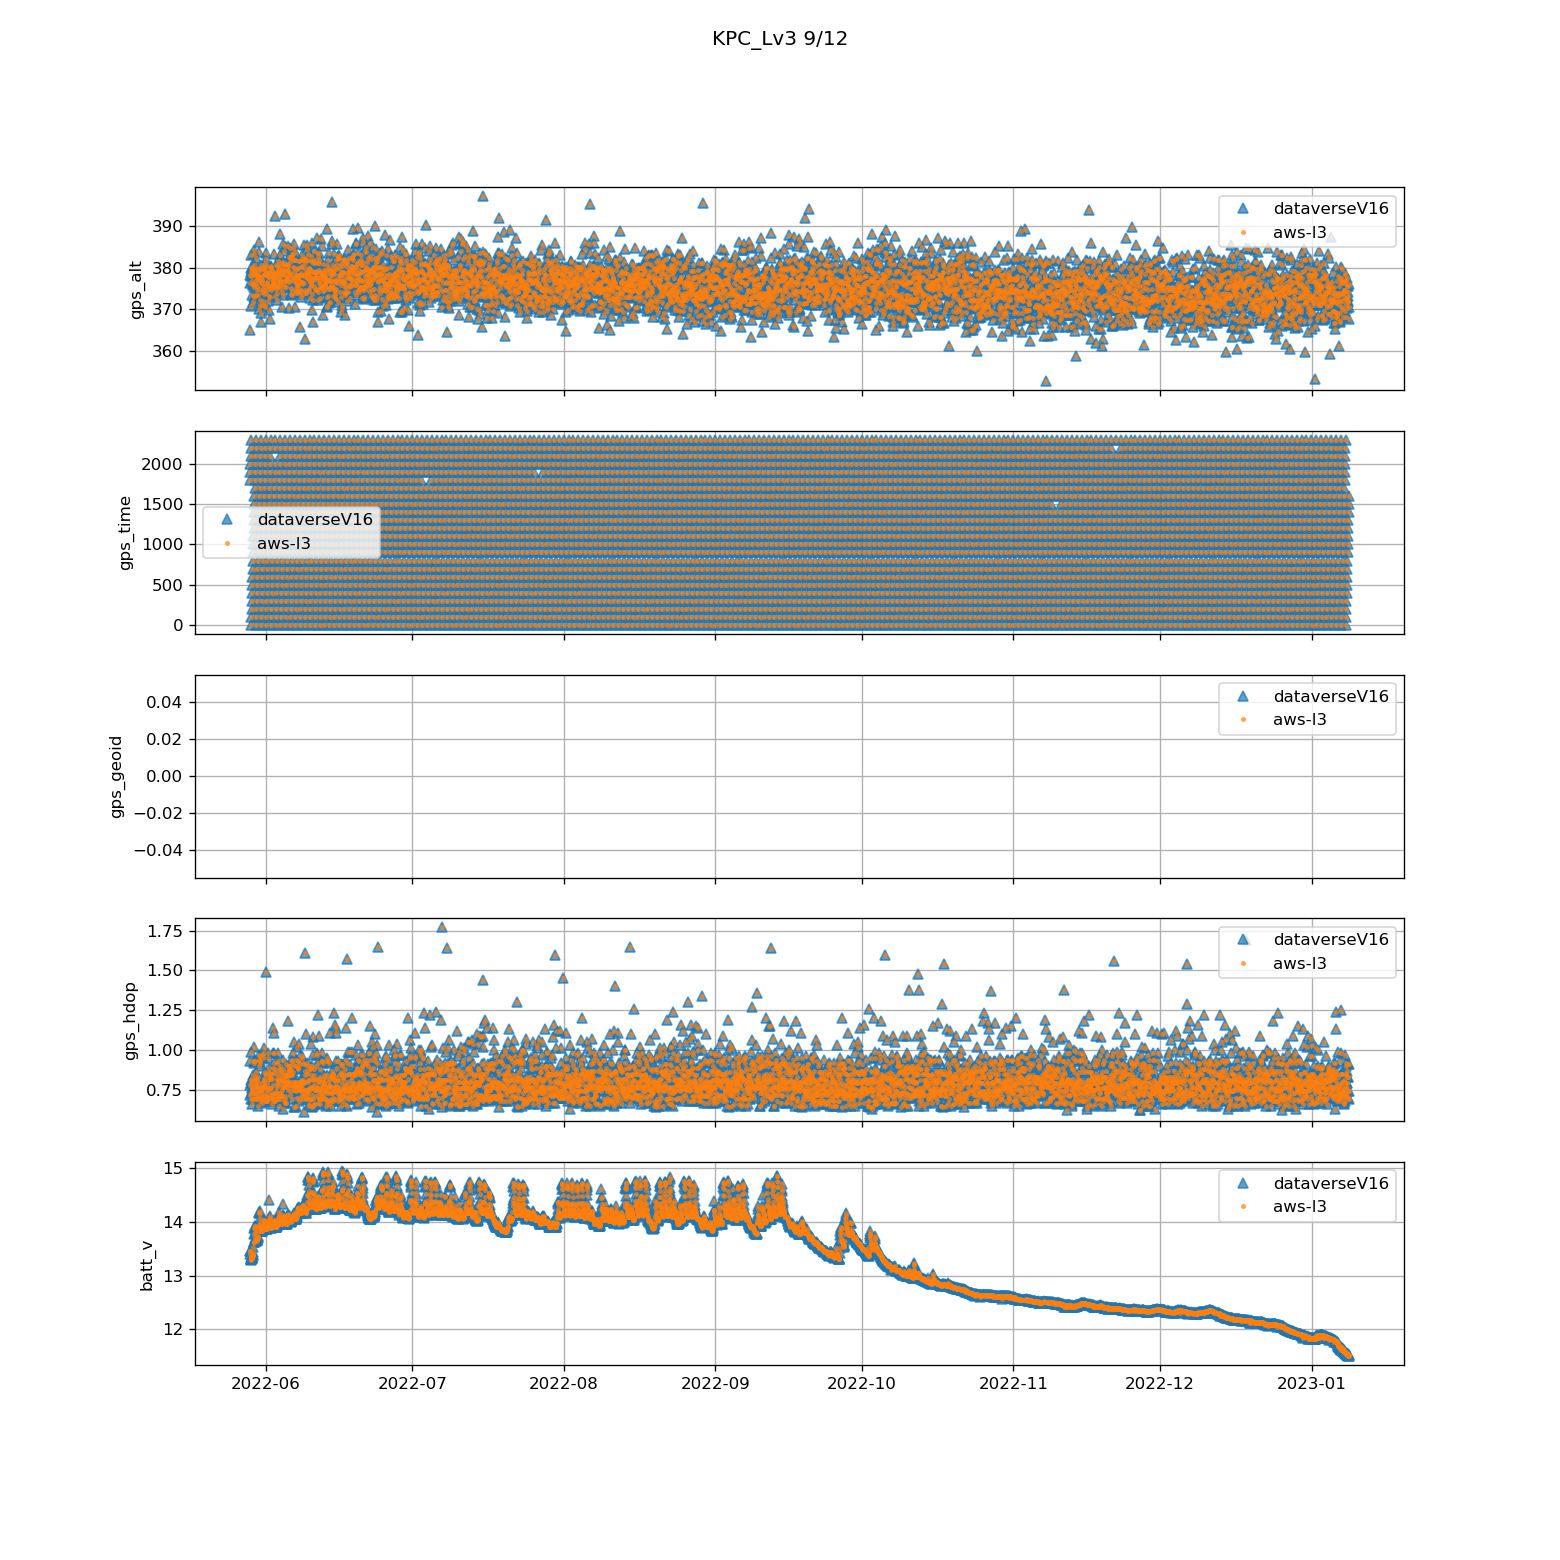 KPC_Lv3 9/12
390
380
370
360
gps_alt
dataverseV16
aws-l3
2000
1500
1000
500
0
gps_time
dataverseV16
aws-l3
0.04
0.02
0.00
−0.02
−0.04
gps_geoid
dataverseV16
aws-l3
1.75
1.50
1.25
1.00
0.75
gps_hdop
dataverseV16
aws-l3
15
14
13
12
batt_v
dataverseV16
aws-l3
2022-06 2022-07 2022-08 2022-09 2022-10 2022-11 2022-12 2023-01